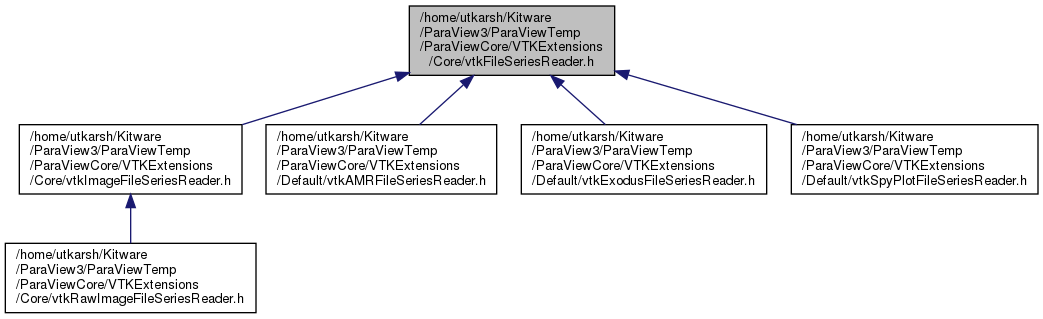 /home/utkarsh/Kitware
/ParaView3/ParaViewTemp
/ParaViewCore/VTKExtensions
/Core/vtkFileSeriesReader.h
/home/utkarsh/Kitware
/ParaView3/ParaViewTemp
/ParaViewCore/VTKExtensions
/Core/vtkImageFileSeriesReader.h
/home/utkarsh/Kitware
/ParaView3/ParaViewTemp
/ParaViewCore/VTKExtensions
/Default/vtkAMRFileSeriesReader.h
/home/utkarsh/Kitware
/ParaView3/ParaViewTemp
/ParaViewCore/VTKExtensions
/Default/vtkExodusFileSeriesReader.h
/home/utkarsh/Kitware
/ParaView3/ParaViewTemp
/ParaViewCore/VTKExtensions
/Default/vtkSpyPlotFileSeriesReader.h
/home/utkarsh/Kitware
/ParaView3/ParaViewTemp
/ParaViewCore/VTKExtensions
/Core/vtkRawImageFileSeriesReader.h